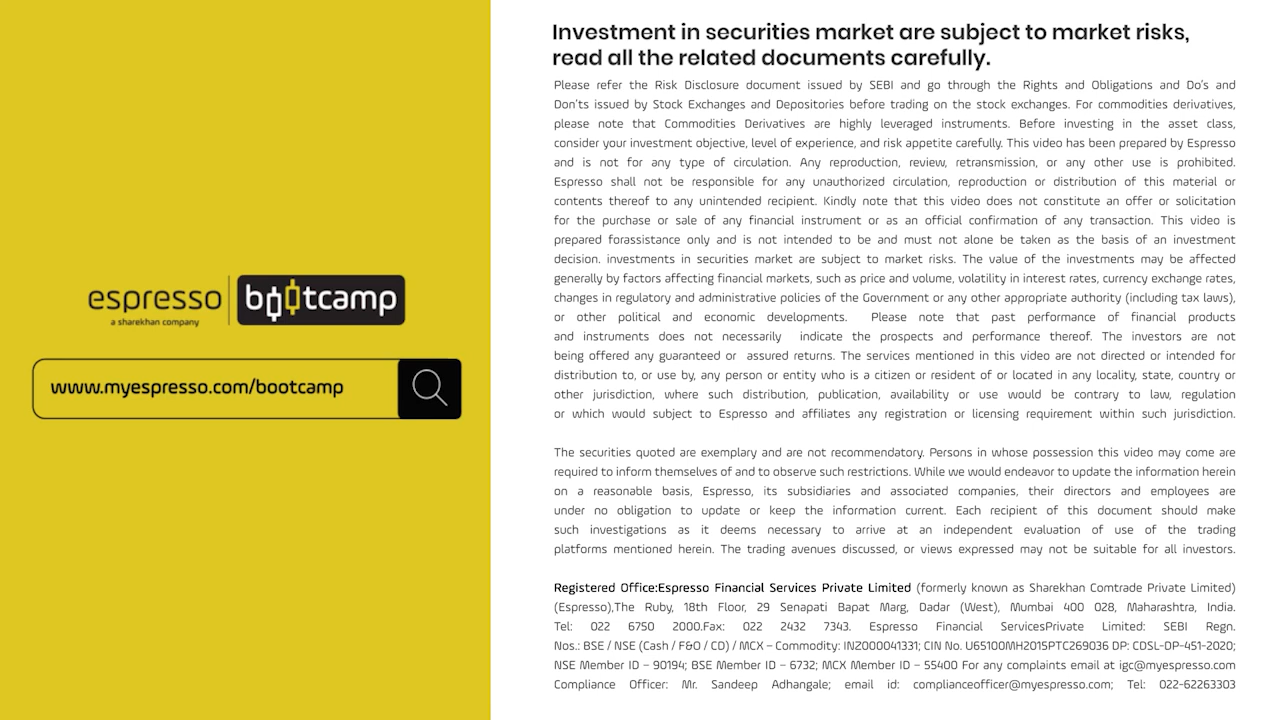 espresso
a sharekhan company
bootcamp
www.myespresso.com/bootcamp
Investment in securities market are subject to market risks,
read all the related documents carefully.
Please refer the Risk Disclosure document issued by SEBI and go through the Rights and Obligations and Do's and
Don'ts issued by Stock Exchanges and Depositories before trading on the stock exchanges. For commodities derivatives,
please note that Commodities Derivatives are highly leveraged instruments. Before investing in the asset class,
consider your investment objective, level of experience, and risk appetite carefully. This video has been prepared by Espresso
and is not for any type of circulation. Any reproduction, review, retransmission, or any other use is prohibited.
Espresso shall not be responsible for any unauthorized circulation, reproduction or distribution of this material or
contents thereof to any unintended recipient. Kindly note that this video does not constitute an offer or solicitation
for the purchase or sale of any financial instrument or as an official confirmation of any transaction. This video is
prepared forassistance only and is not intended to be and must not alone be taken as the basis of an investment
decision. investments in securities market are subject to market risks. The value of the investments may be affected
generally by factors affecting financial markets, such as price and volume, volatility in interest rates, currency exchange rates,
changes in regulatory and administrative policies of the Government or any other appropriate authority (including tax laws),
or other political and economic developments. Please note that past performance of financial products
and instruments does not necessarily indicate the prospects and performance thereof. The investors are not
being offered any guaranteed or assured returns. The services mentioned in this video are not directed or intended for
distribution to, or use by, any person or entity who is a citizen or resident of or located in any locality, state, country or
other jurisdiction, where such distribution, publication, availability or use would be contrary to law, regulation
or which would subject to Espresso and affiliates any registration or licensing requirement within such jurisdiction.
The securities quoted are exemplary and are not recommendatory. Persons in whose possession this video may come are
required to inform themselves of and to observe such restrictions. While we would endeavor to update the information herein
on a reasonable basis, Espresso, its subsidiaries and associated companies, their directors and employees are
under no obligation to update or keep the information current. Each recipient of this document should make
such investigations as it deems necessary to arrive at an independent evaluation of use of the trading
platforms mentioned herein. The trading avenues discussed, or views expressed may not be suitable for all investors.
Registered Office:Espresso Financial Services Private Limited (formerly known as Sharekhan Comtrade Private Limited)
(Espresso),The Ruby, 18th Floor, 29 Senapati Bapat Marg, Dadar (West), Mumbai 400 028, Maharashtra, India.
Tel: 022 6750 2000.Fax: 022 2432 7343. Espresso Financial ServicesPrivate Limited: SEBI Regn.
Nos.: BSE / NSE (Cash / F&O / CD) / MCX – Commodity: INZ000041331; CIN No. U65100MH2015PTC269036 DP: CDSL-DP-451-2020;
NSE Member ID – 90194; BSE Member ID – 6732; MCX Member ID – 55400 For any complaints email at igc@myespresso.com
Compliance Officer: Mr. Sandeep Adhangale; email id: complianceofficer@myespresso.com; Tel: 022-62263303